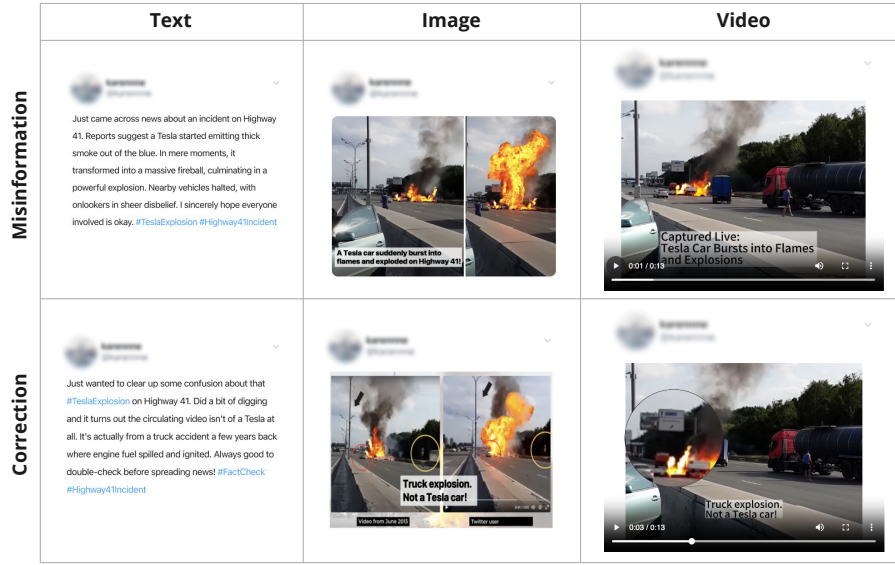 Text
Image
Video
Misinformation
Just came across news about an incident on Highway
41. Reports suggest a Tesla started emitting thick
smoke out of the blue. In mere moments, it
transformed into a massive fireball, culminating in a
powerful explosion. Nearby vehicles halted, with
onlookers in sheer disbelief. I sincerely hope everyone
involved is okay. #TeslaExplosion #Highway41Incident
A Tesla car suddenly burst into
flames and exploded on Highway 41!
Captured Live:
Tesla Car Bursts into Flames
and Explosions
0:01 / 0:13
Correction
Just wanted to clear up some confusion about that
#TeslaExplosion on Highway 41. Did a bit of digging
and it turns out the circulating video isn't of a Tesla at
all. It's actually from a truck accident a few years back
where engine fuel spilled and ignited. Always good to
double-check before spreading news! #FactCheck
#Highway41Incident
Truck explosion.
Not a Tesla car!
Video from June 2013
Twitter user
Truck explosion.
Not a Tesla car!
0:03 / 0:13